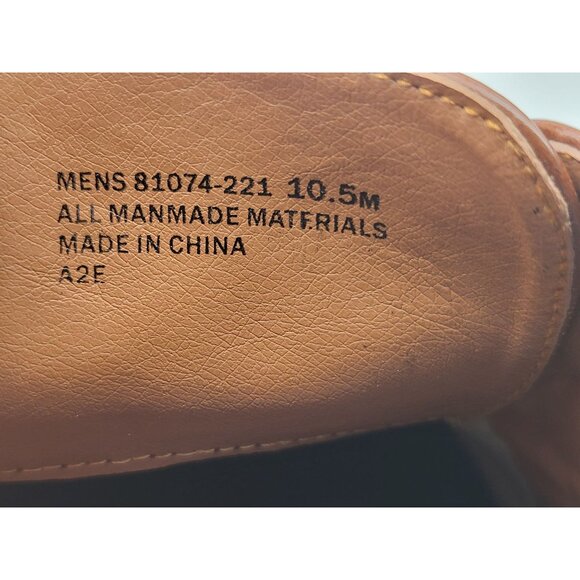 MENS 81074-221 10.5M
ALL MANMADE MATERIALS
MADE IN CHINA
A2E